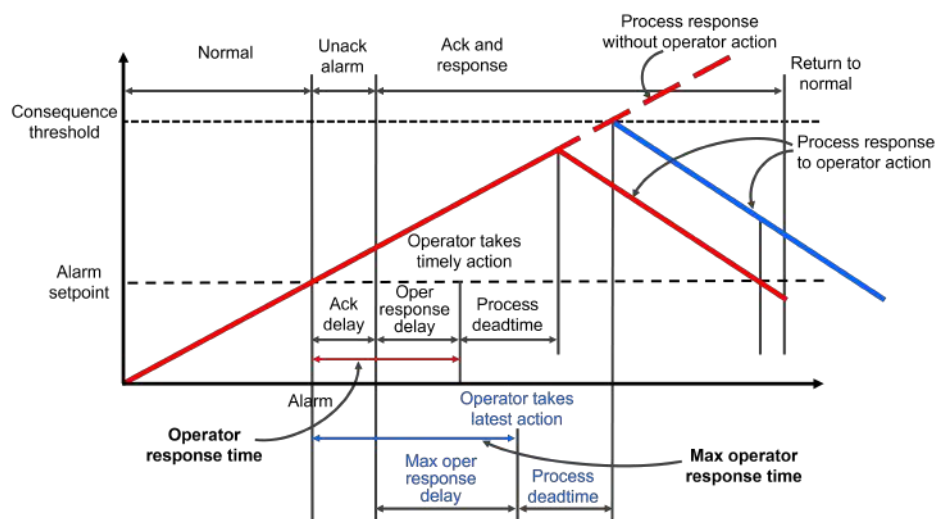 Process response
without operator action
Normal
Unack
alarm
Ack and
response
Return to
normal
Consequence
threshold
Process response
to operator action
Operator takes
timely action
Alarm
setpoint
Ack
delay
Oper
response
delay
Process
deadtime
Alarm
Operator takes
latest action
Operator
response time
Max operator
response time
Max oper
response
delay
Process
deadtime